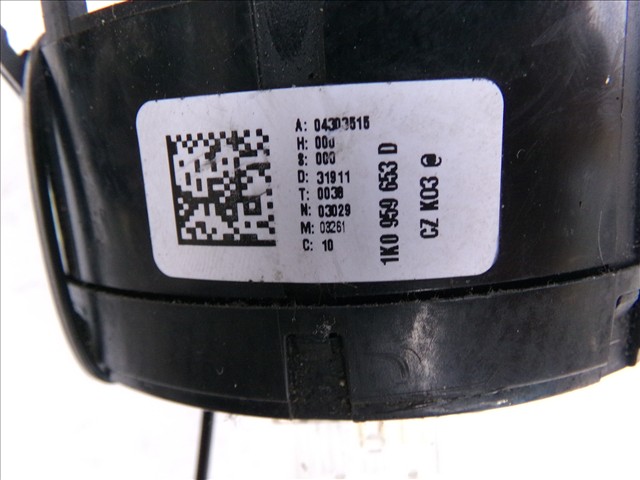 A: 04303515
H: 000
S: 000
D: 31911
T: 0038
N: 03029
M: 03261
C: 10
1K0 959 653 D
CZ K03 @